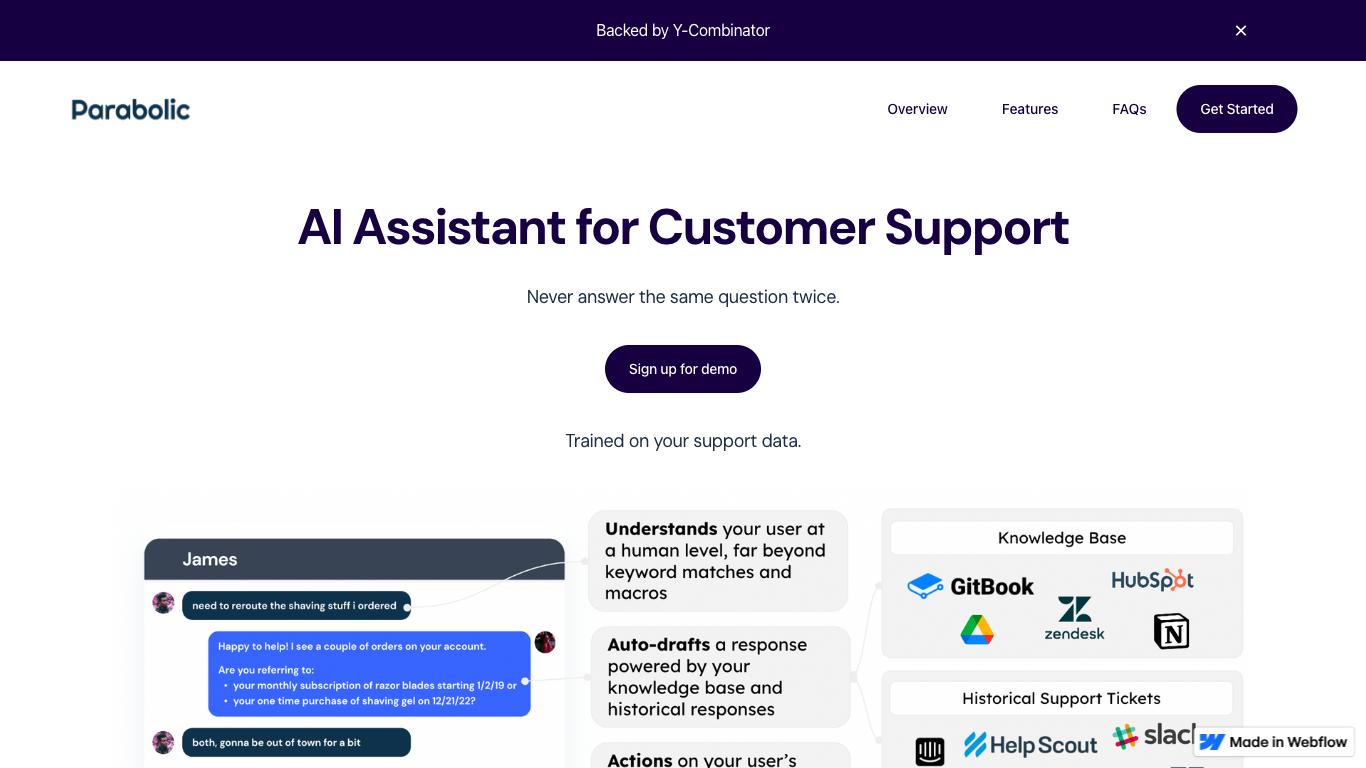 Backed by Y-Combinator
Parabolic
Overview
Features
FAQs
Get Started
AI Assistant for Customer Support
Never answer the same question twice.
Sign up for demo
Trained on your support data.
James
need to reroute the shaving stuff i ordered
Happy to help! I see a couple of orders on your account.
Are you referring to:
• your monthly subscription of razor blades starting 1/2/19 or
• your one time purchase of shaving gel on 12/21/22?
both, gonna be out of town for a bit
Understands your user at
a human level, far beyond
keyword matches and
macros
Auto-drafts a response
powered by your
knowledge base and
historical responses
Actions on your user's
Knowledge Base
GitBook
HubSpot
zendesk
Historical Support Tickets
Help Scout
slack
Made in Webflow